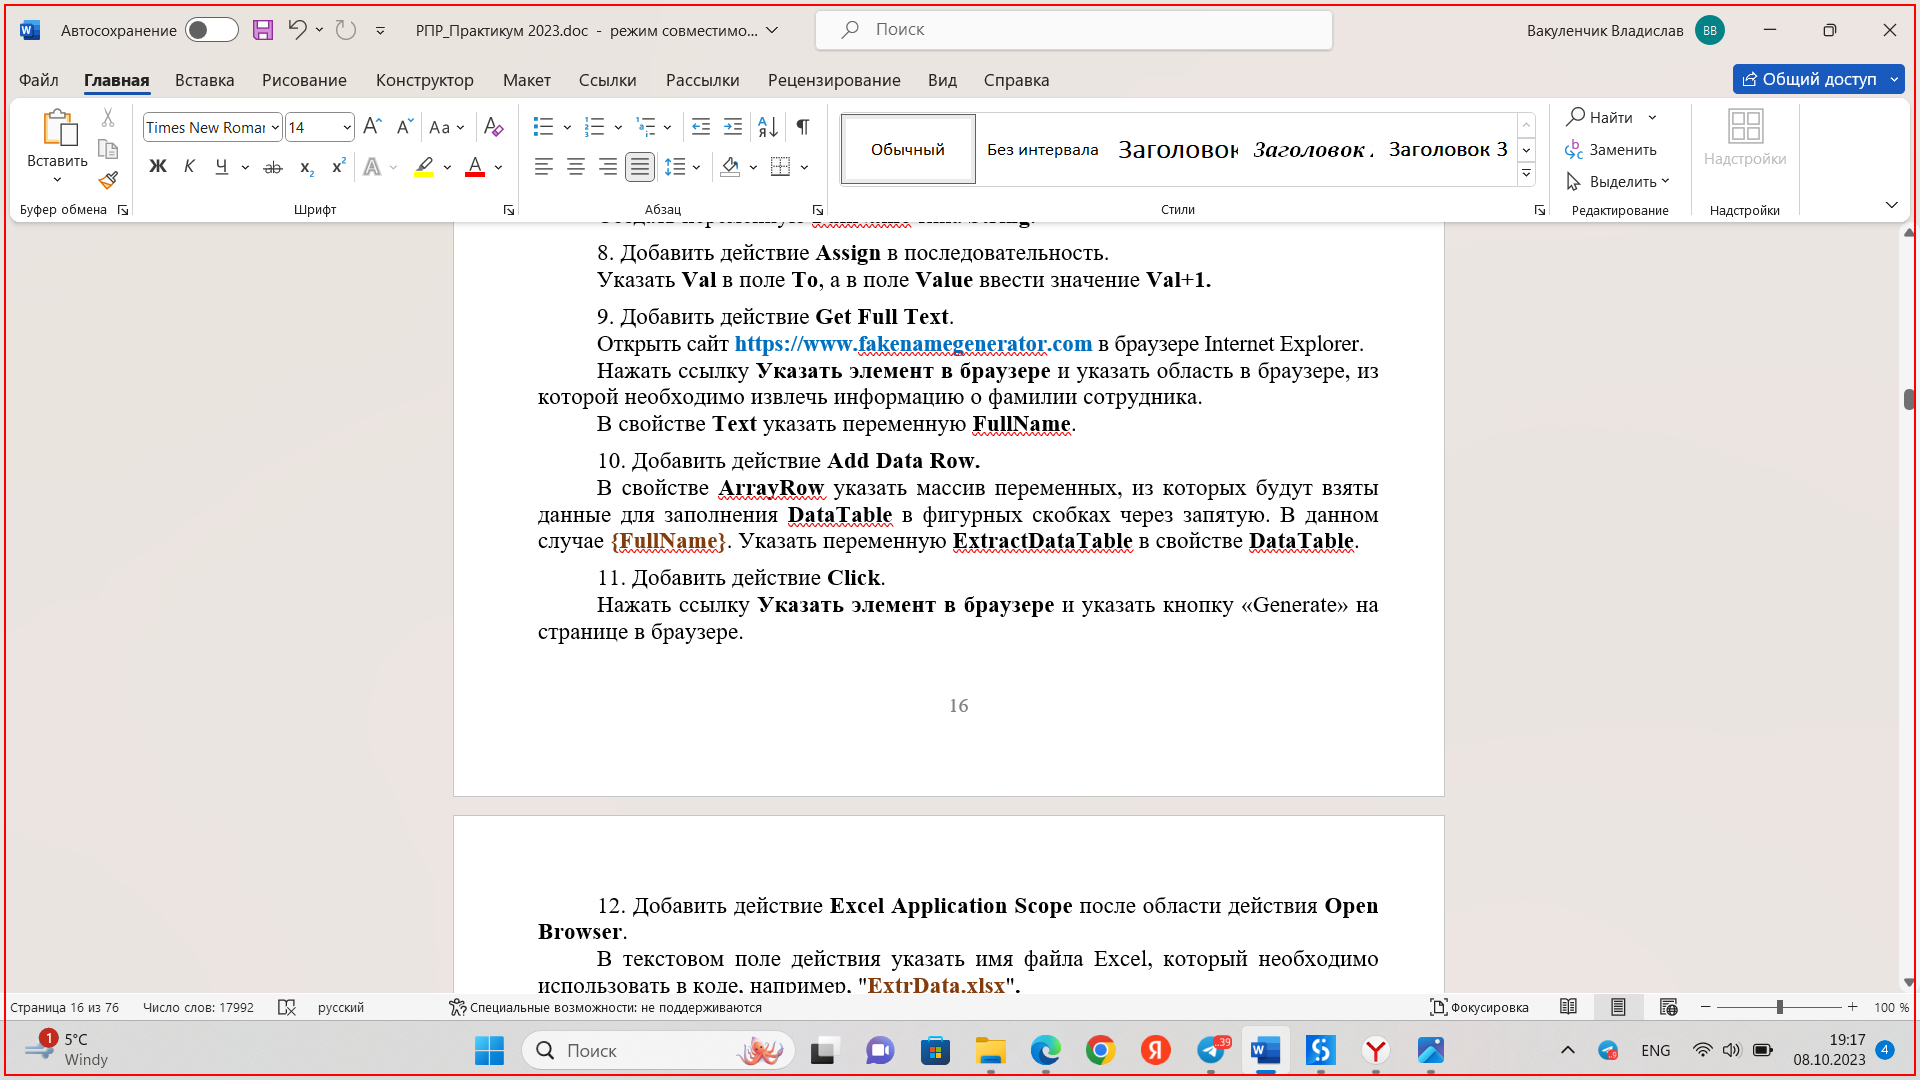 Автосохранение
РПР_Практикум 2023.doc - режим совместимо...
Поиск
Вакуленчик Владислав
ВВ
Файл Главная Вставка Рисование Конструктор Макет Ссылки Рассылки Рецензирование Вид Справка
Общий доступ
Вставить
Буфер обмена
Times New Roman 14
Aa
Ж К Ч ab x₂ x² A A
Шрифт
Абзац
Обычный Без интервала Заголовок Заголовок Заголовок 3
Стили
Найти
Заменить
Выделить
Редактирование
Надстройки
Надстройки
8. Добавить действие Assign в последовательность.
Указать Val в поле To, а в поле Value ввести значение Val+1.
9. Добавить действие Get Full Text.
Открыть сайт https://www.fakenamegenerator.com в браузере Internet Explorer.
Нажать ссылку Указать элемент в браузере и указать область в браузере, из
которой необходимо извлечь информацию о фамилии сотрудника.
В свойстве Text указать переменную FullName.
10. Добавить действие Add Data Row.
В свойстве ArrayRow указать массив переменных, из которых будут взяты
данные для заполнения DataTable в фигурных скобках через запятую. В данном
случае {FullName}. Указать переменную ExtractDataTable в свойстве DataTable.
11. Добавить действие Click.
Нажать ссылку Указать элемент в браузере и указать кнопку «Generate» на
странице в браузере.
16
12. Добавить действие Excel Application Scope после области действия Open
Browser.
В текстовом поле действия указать имя файла Excel, который необходимо
использовать в коде, например, "ExtrData.xlsx".
Страница 16 из 76 Число слов: 17992 русский Специальные возможности: не поддерживаются Фокусировка 100 %
1
5°C
Windy
Поиск
39
ENG
19:17
08.10.2023
4